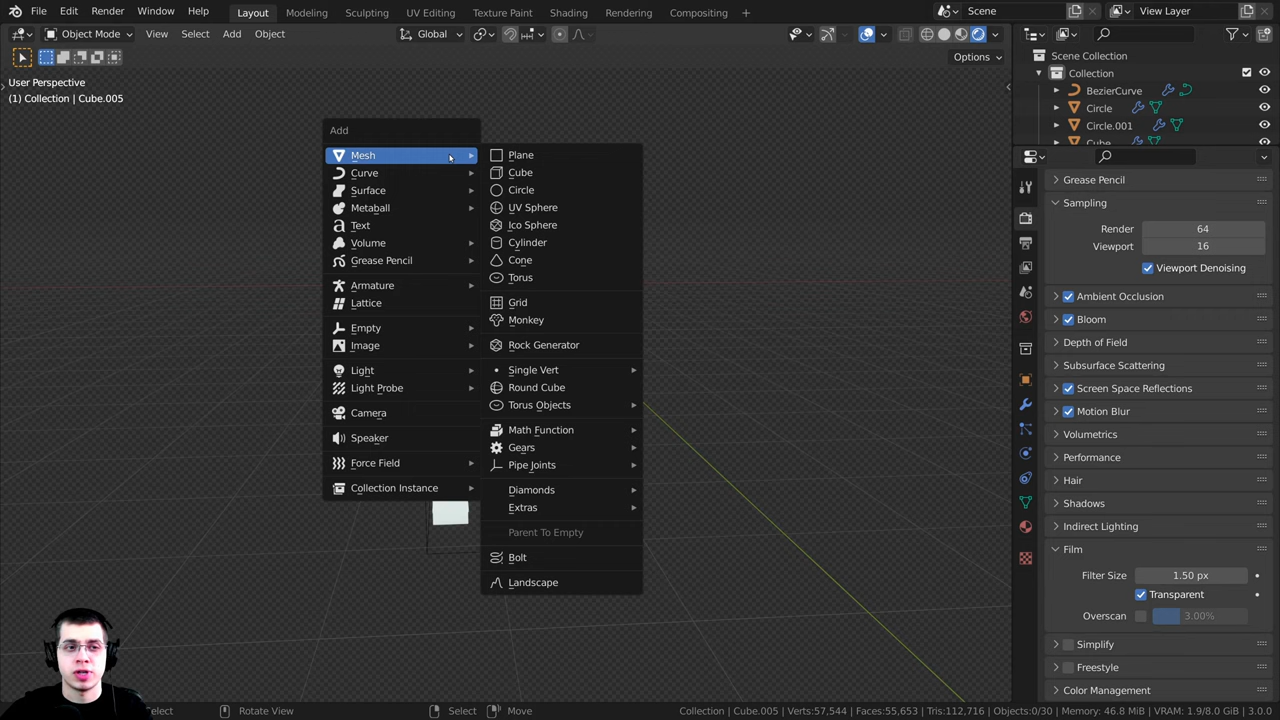 File Edit Render Window Help Layout Modeling Sculpting UV Editing Texture Paint Shading Rendering Compositing + Scene View Layer
Object Mode View Select Add Object Global
Options
User Perspective
(1) Collection | Cube.005
Add
Mesh
Curve
Surface
Metaball
Text
Volume
Grease Pencil
Armature
Lattice
Empty
Image
Light
Light Probe
Camera
Speaker
Force Field
Collection Instance
Plane
Cube
Circle
UV Sphere
Ico Sphere
Cylinder
Cone
Torus
Grid
Monkey
Rock Generator
Single Vert
Round Cube
Torus Objects
Math Function
Gears
Pipe Joints
Diamonds
Extras
Parent To Empty
Bolt
Landscape
Scene Collection
Collection
BezierCurve
Circle
Circle.001
Cube
Grease Pencil
Sampling
Render 64
Viewport 16
Viewport Denoising
Ambient Occlusion
Bloom
Depth of Field
Subsurface Scattering
Screen Space Reflections
Motion Blur
Volumetrics
Performance
Hair
Shadows
Indirect Lighting
Film
Filter Size 1.50 px
Transparent
Overscan 3.00%
Simplify
Freestyle
Color Management
Select Rotate View Select Move Collection | Cube.005 | Verts:57,544 | Faces:55,653 | Tris:112,716 | Objects:0/30 | Memory: 46.8 MiB | VRAM: 1.9/8.0 GiB | 3.0.0